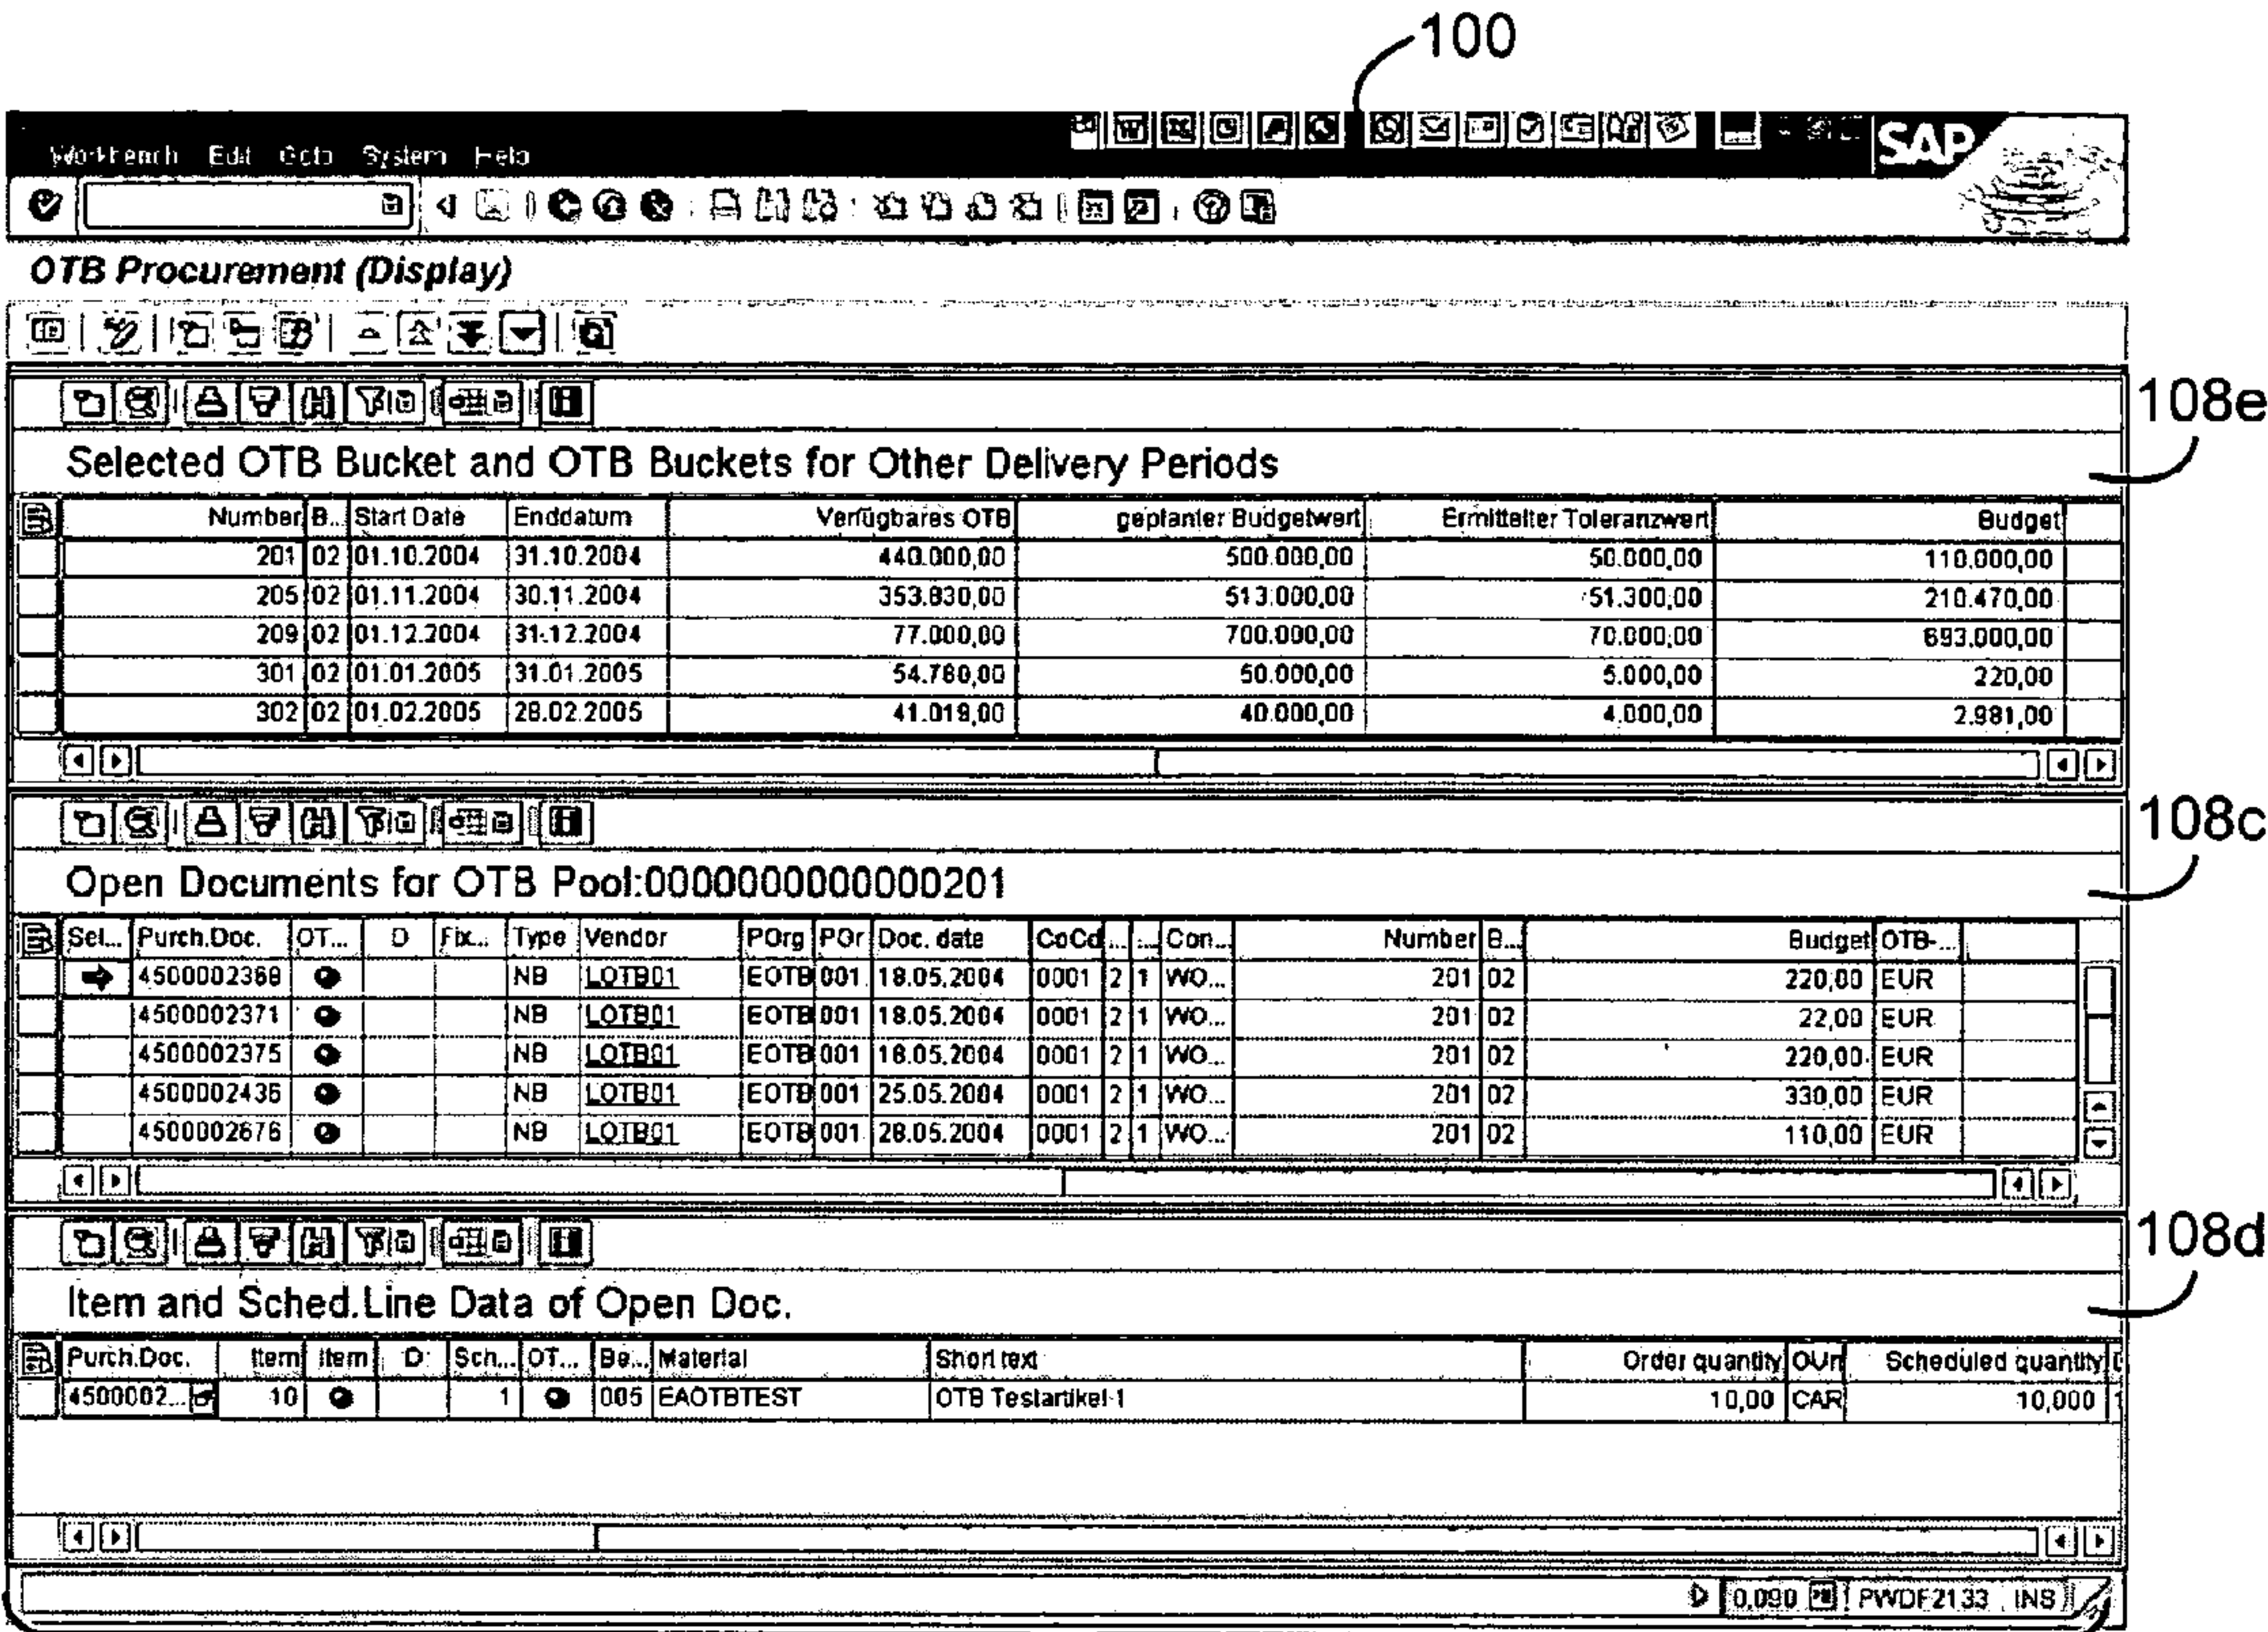 100
Workbench Edit Goto System Help
SAP
OTB Procurement (Display)
108e
Selected OTB Bucket and OTB Buckets for Other Delivery Periods
Number B... Start Date Enddatum Verfügbares OTB geplanter Budgetwert Ermittelter Toleranzwert Budget
201 02 01.10.2004 31.10.2004 440.000,00 500.000,00 50.000,00 110.000,00
205 02 01.11.2004 30.11.2004 353.830,00 513.000,00 51.300,00 210.470,00
209 02 01.12.2004 31.12.2004 77.000,00 700.000,00 70.000,00 693.000,00
301 02 01.01.2005 31.01.2005 54.780,00 50.000,00 5.000,00 220,00
302 02 01.02.2005 28.02.2005 41.019,00 40.000,00 4.000,00 2.981,00
108c
Open Documents for OTB Pool:0000000000000201
Sel... Purch.Doc. OT... D Fix... Type Vendor POrg POr Doc. date CoCd ... ... Con... Number B... Budget OTB-...
4500002368 NB LOTB01 EOTB 001 18.05.2004 0001 2 1 WO... 201 02 220,00 EUR
4500002371 NB LOTB01 EOTB 001 18.05.2004 0001 2 1 WO... 201 02 22,00 EUR
4500002375 NB LOTB01 EOTB 001 18.05.2004 0001 2 1 WO... 201 02 220,00 EUR
4500002436 NB LOTB01 EOTB 001 25.05.2004 0001 2 1 WO... 201 02 330,00 EUR
4500002676 NB LOTB01 EOTB 001 28.05.2004 0001 2 1 WO... 201 02 110,00 EUR
108d
Item and Sched.Line Data of Open Doc.
Purch.Doc. Item Item D Sch... OT... Be... Material Short text Order quantity OUn Scheduled quantity
4500002... 10 1 005 EAOTBTEST OTB Testartikel 1 10,00 CAR 10,000
PWDF2133 INS